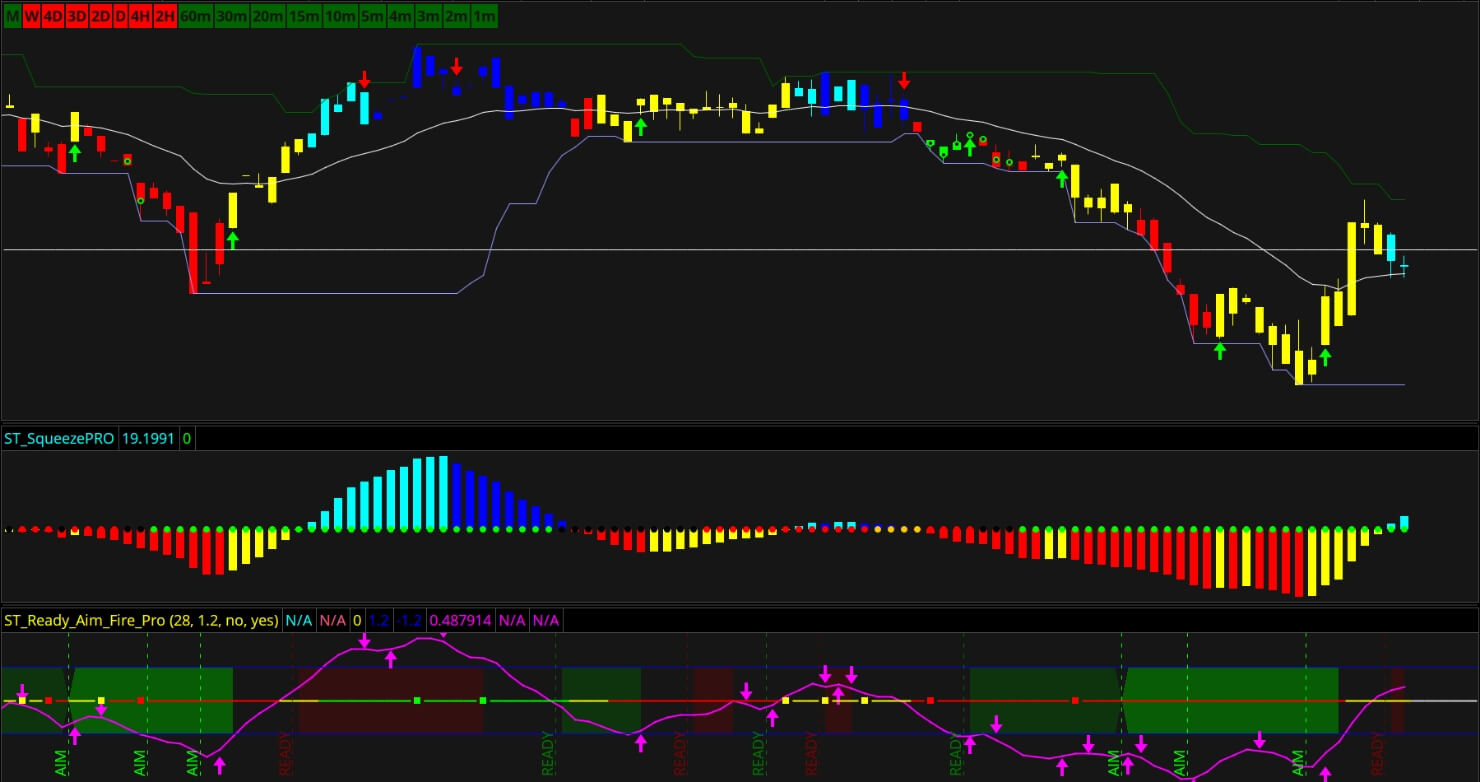 M W 4D 3D 2D D 4H 2H 60m 30m 20m 15m 10m 5m 4m 3m 2m 1m
ST_SqueezePRO 19.1991 0
ST_Ready_Aim_Fire_Pro (28, 1.2, no, yes) N/A N/A 0 1.2 -1.2 0.487914 N/A N/A
AIM AIM AIM READY READY READY READY READY READY AIM AIM AIM READY